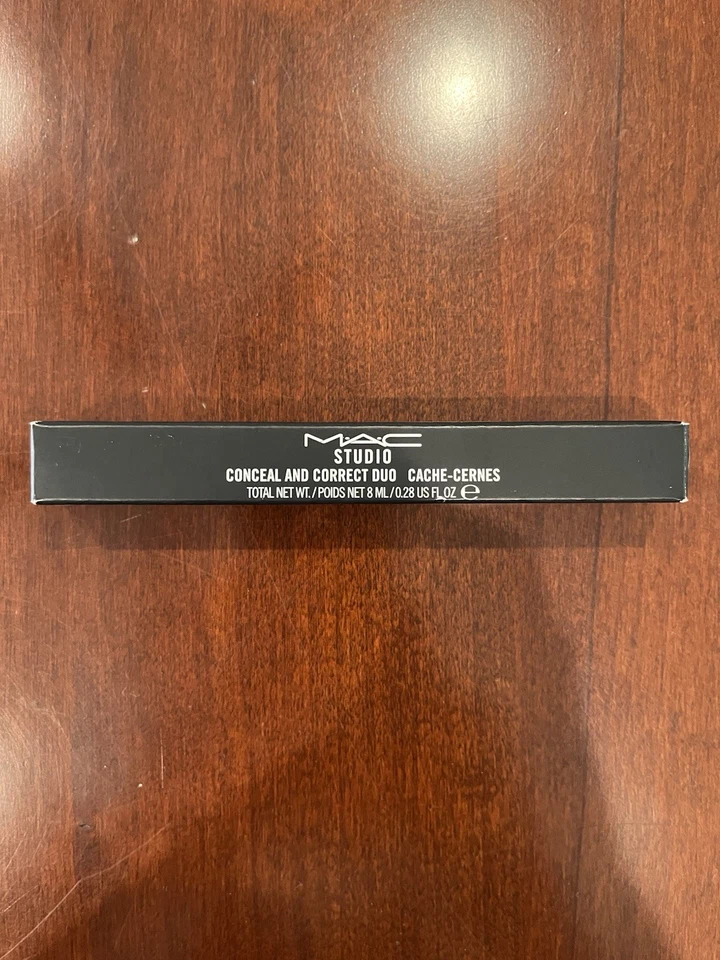 M·A·C
STUDIO
CONCEAL AND CORRECT DUO CACHE-CERNES
TOTAL NET WT. / POIDS NET 8 ML / 0.28 US FL OZ ℮